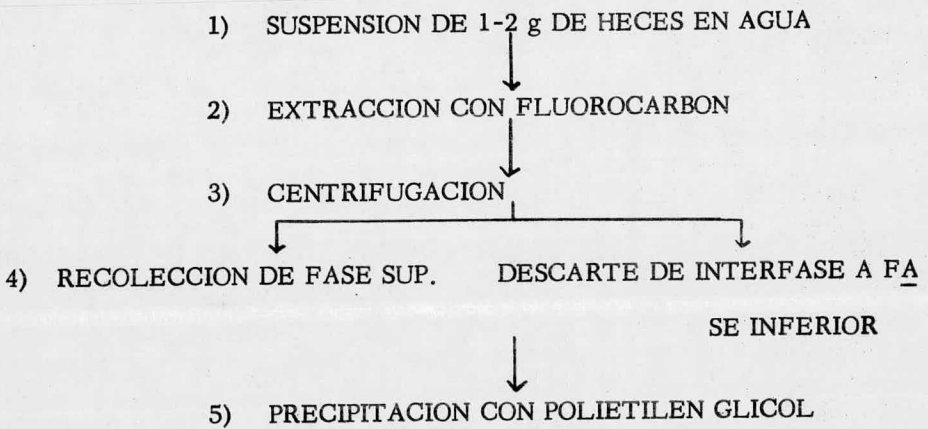 1) SUSPENSION DE 1-2 g DE HECES EN AGUA
2) EXTRACCION CON FLUOROCARBON
3) CENTRIFUGACION
4) RECOLECCION DE FASE SUP. DESCARTE DE INTERFASE A FA
SE INFERIOR
5) PRECIPITACION CON POLIETILEN GLICOL